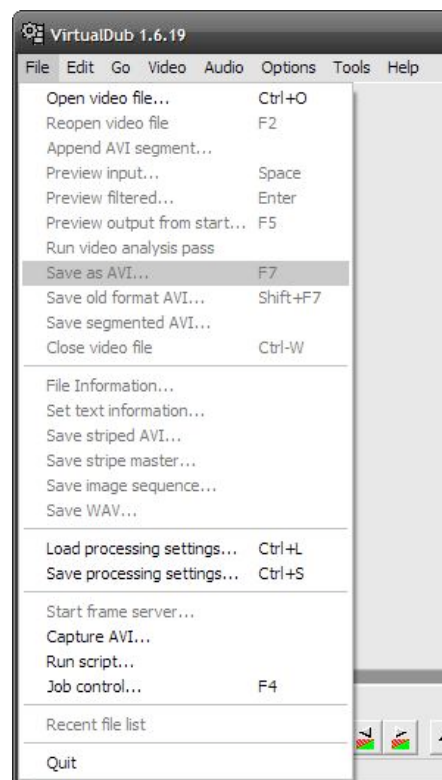 VirtualDub 1.6.19
File Edit Go Video Audio Options Tools Help
Open video file... Ctrl+O
Reopen video file F2
Append AVI segment...
Preview input... Space
Preview filtered... Enter
Preview output from start... F5
Run video analysis pass
Save as AVI... F7
Save old format AVI... Shift+F7
Save segmented AVI...
Close video file Ctrl-W
File Information...
Set text information...
Save striped AVI...
Save stripe master...
Save image sequence...
Save WAV...
Load processing settings... Ctrl+L
Save processing settings... Ctrl+S
Start frame server...
Capture AVI...
Run script...
Job control... F4
Recent file list
Quit